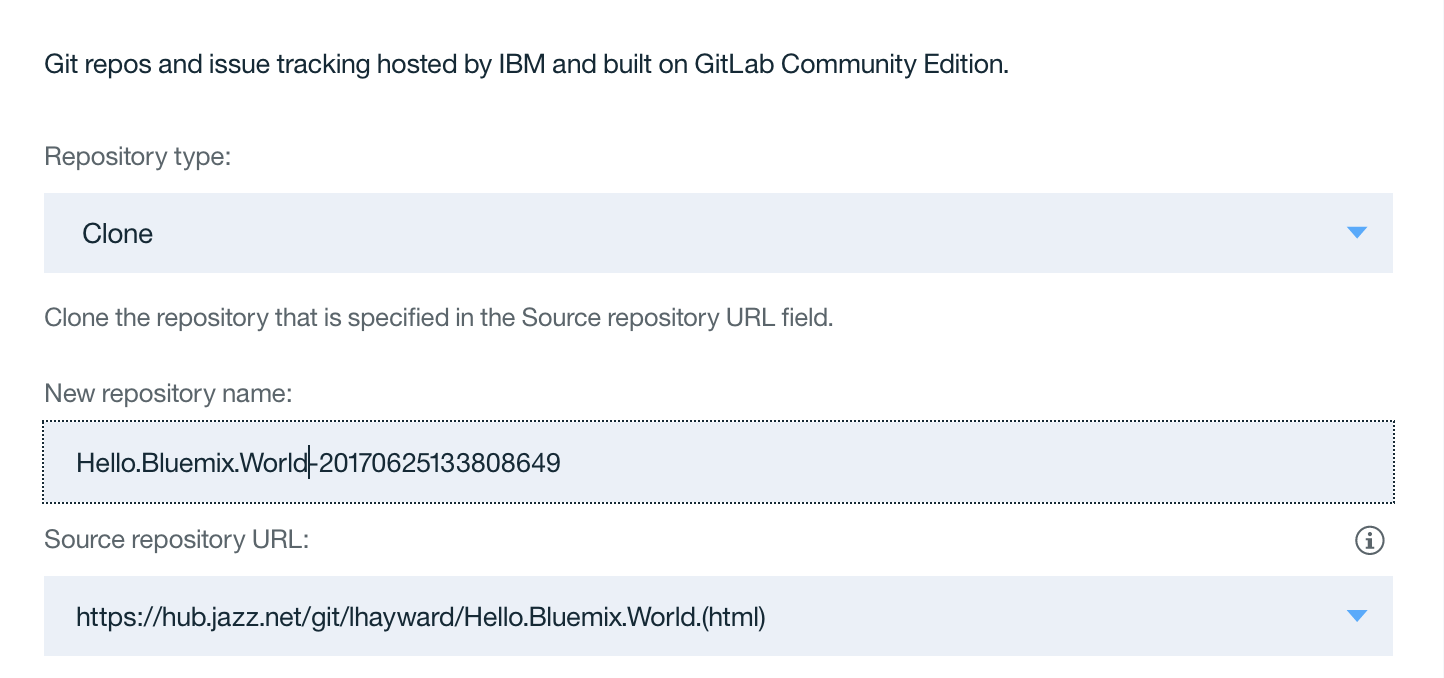 Git repos and issue tracking hosted by IBM and built on GitLab Community Edition.
Repository type:
Clone
Clone the repository that is specified in the Source repository URL field.
New repository name:
Hello.Bluemix.World-20170625133808649
Source repository URL:
https://hub.jazz.net/git/lhayward/Hello.Bluemix.World.(html)